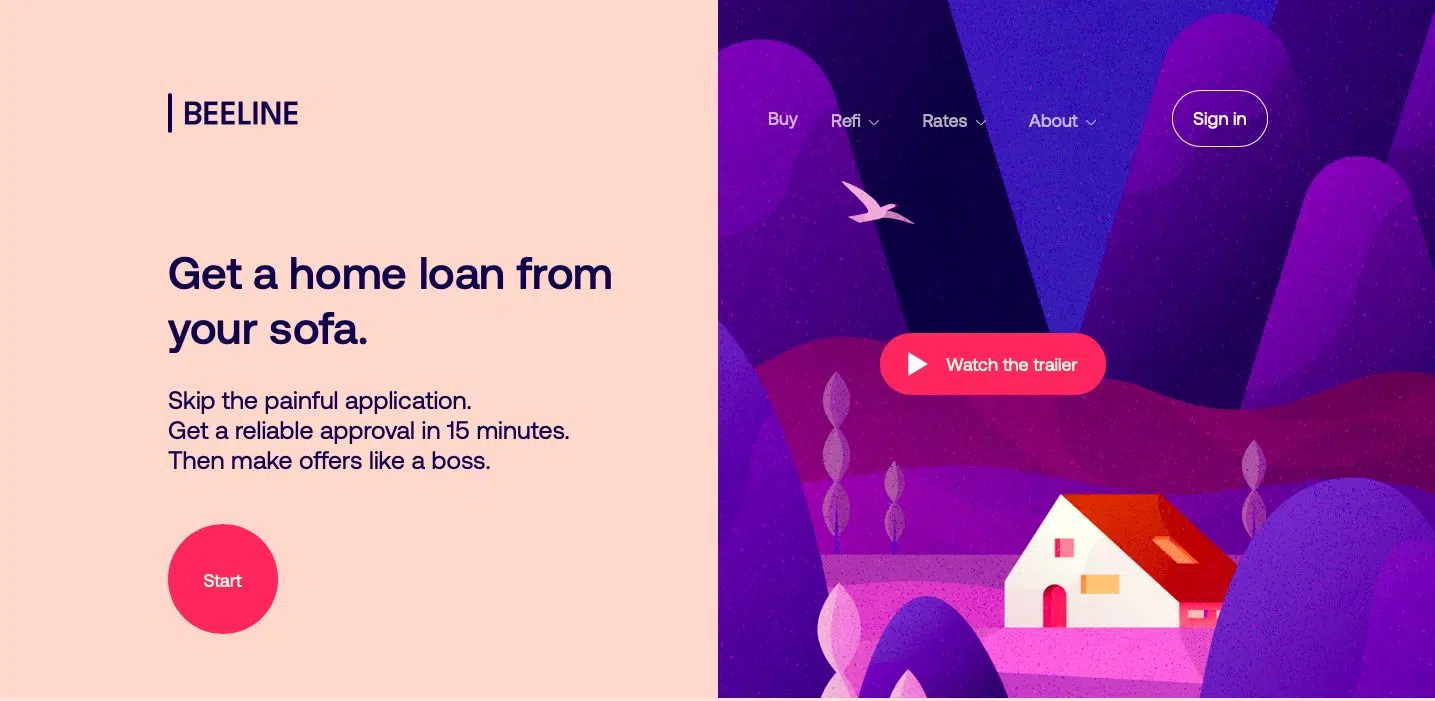 BEELINE
Buy
Refi
Rates
About
Sign in
Get a home loan from
your sofa.
Skip the painful application.
Get a reliable approval in 15 minutes.
Then make offers like a boss.
Start
Watch the trailer